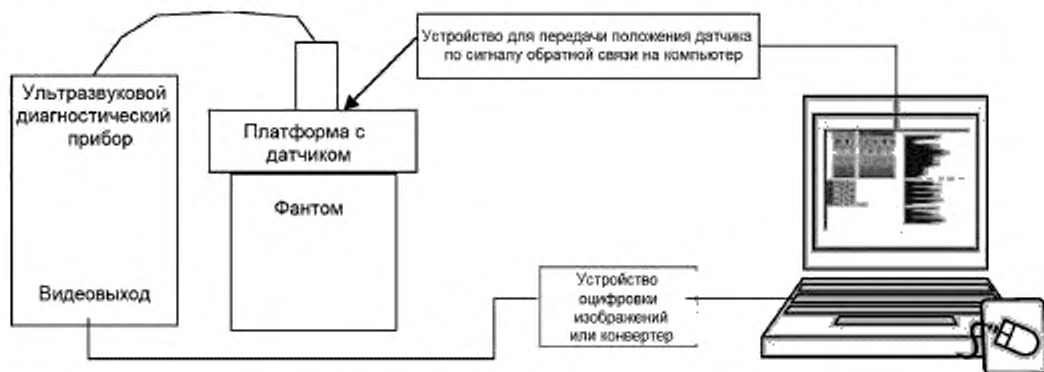 Устройство для передачи положения датчика
по сигналу обратной связи на компьютер
Ультразвуковой
диагностический
прибор
Платформа с
датчиком
Фантом
Видеовыход
Устройство
оцифровки
изображений
или конвертер